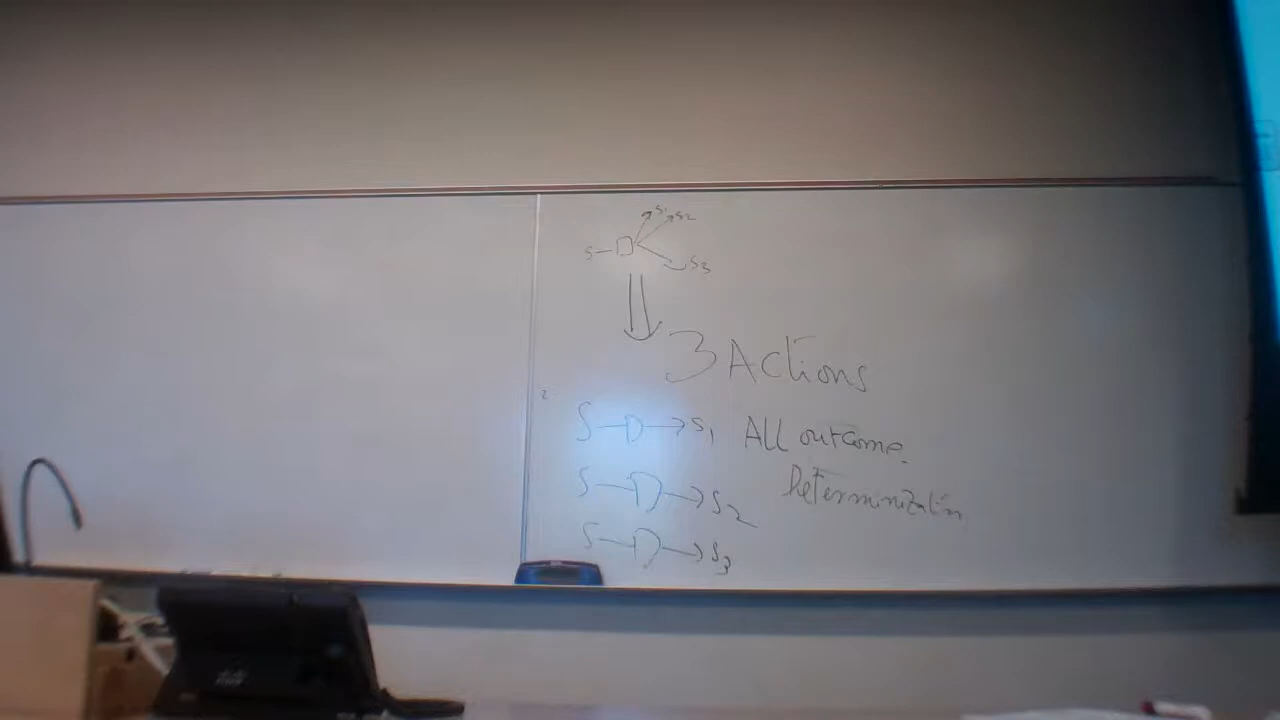 S1 S2
S D
S3
3 Actions
S D S1 All outcome
S D S2 Determinization
S D S3